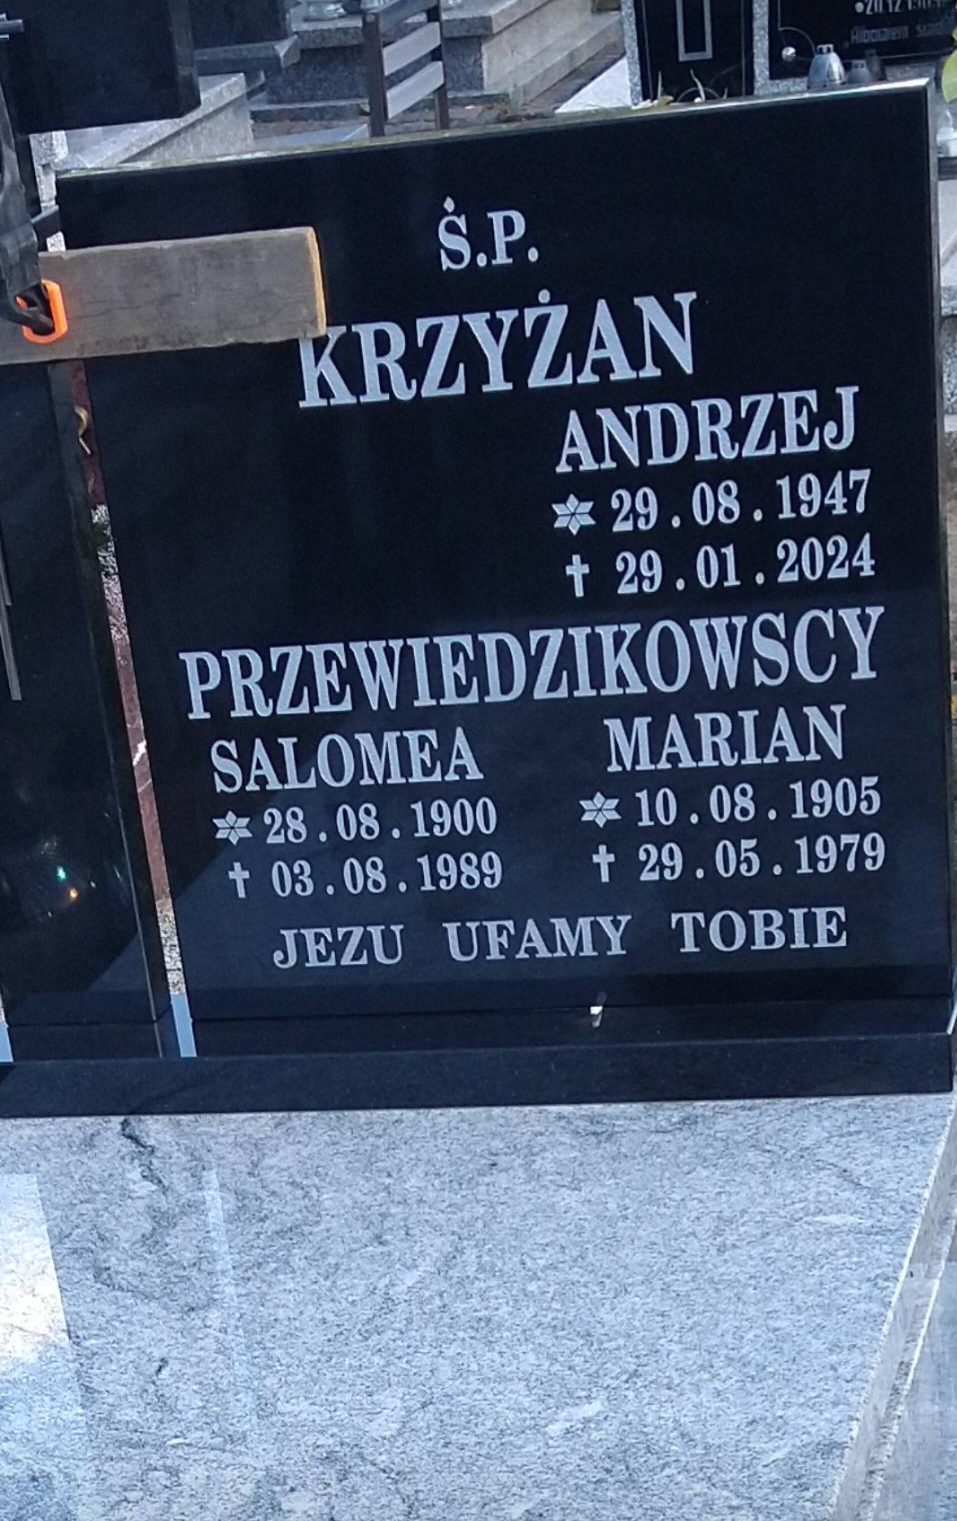 Ś.P.
KRZYŻAN
ANDRZEJ
29.08.1947
29.01.2024
PRZEWIEDZIKOWSCY
SALOMEA MARIAN
28.08.1900 10.08.1905
03.08.1989 29.05.1979
JEZU UFAMY TOBIE